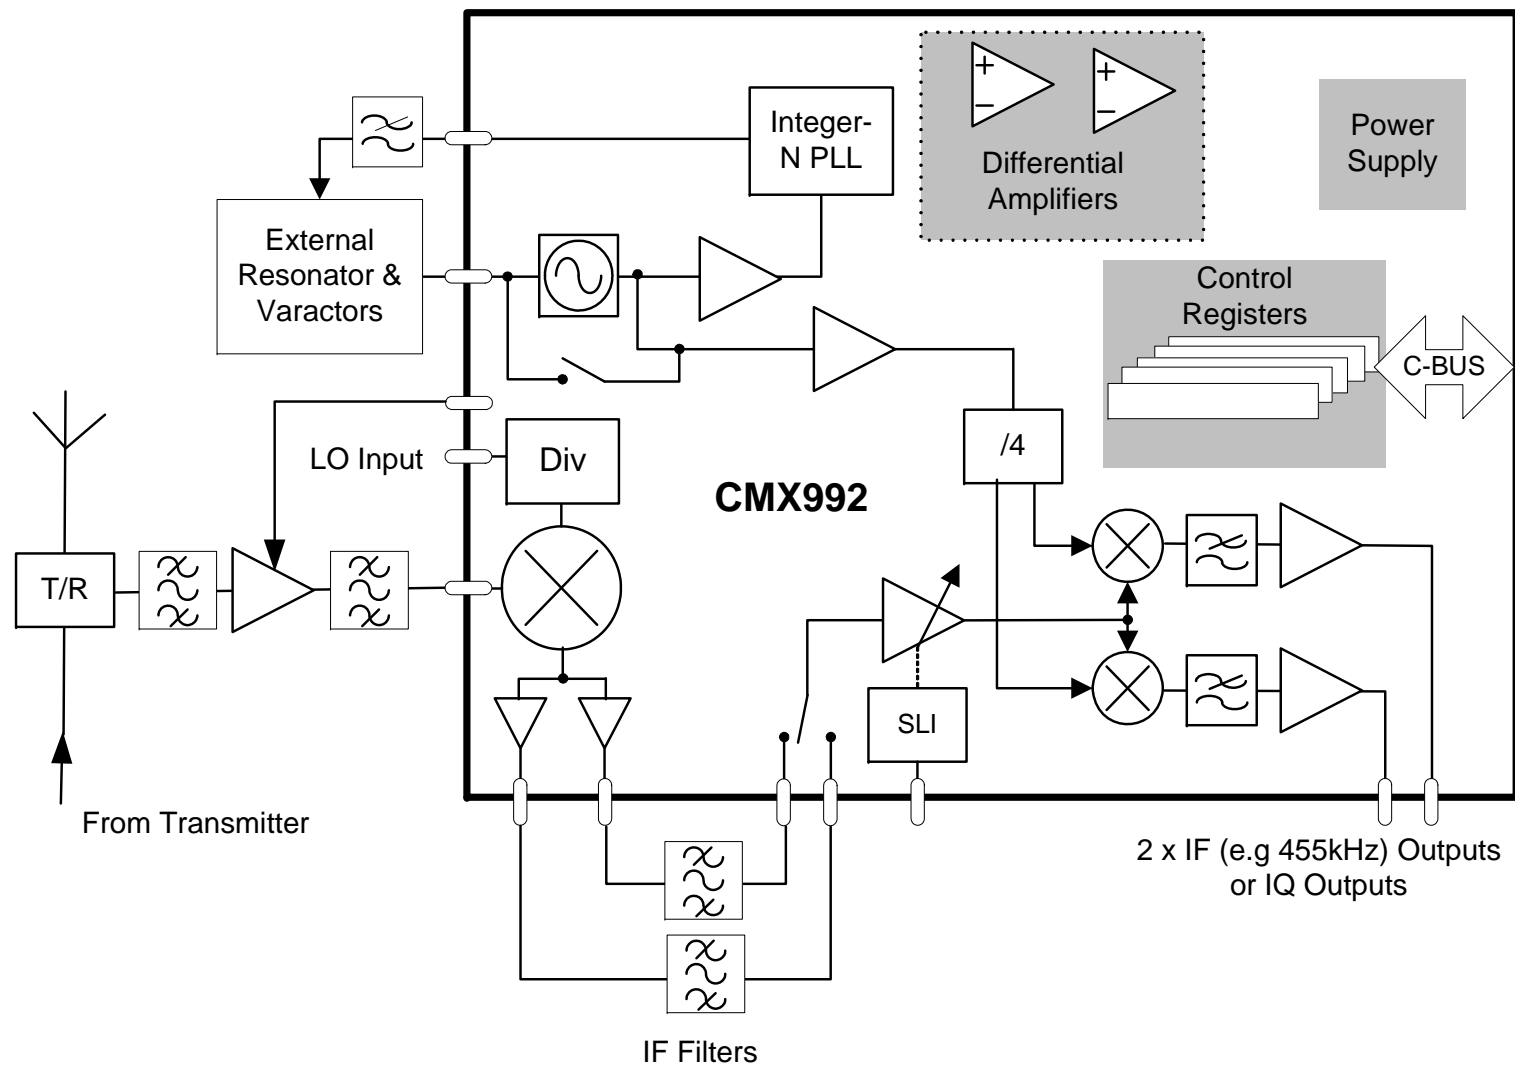 Integer-
N PLL
+
−
+
−
Differential
Amplifiers
Power
Supply
External
Resonator &
Varactors
Control
Registers
C-BUS
LO Input
Div
/4
CMX992
T/R
SLI
From Transmitter
2 x IF (e.g 455kHz) Outputs
or IQ Outputs
IF Filters